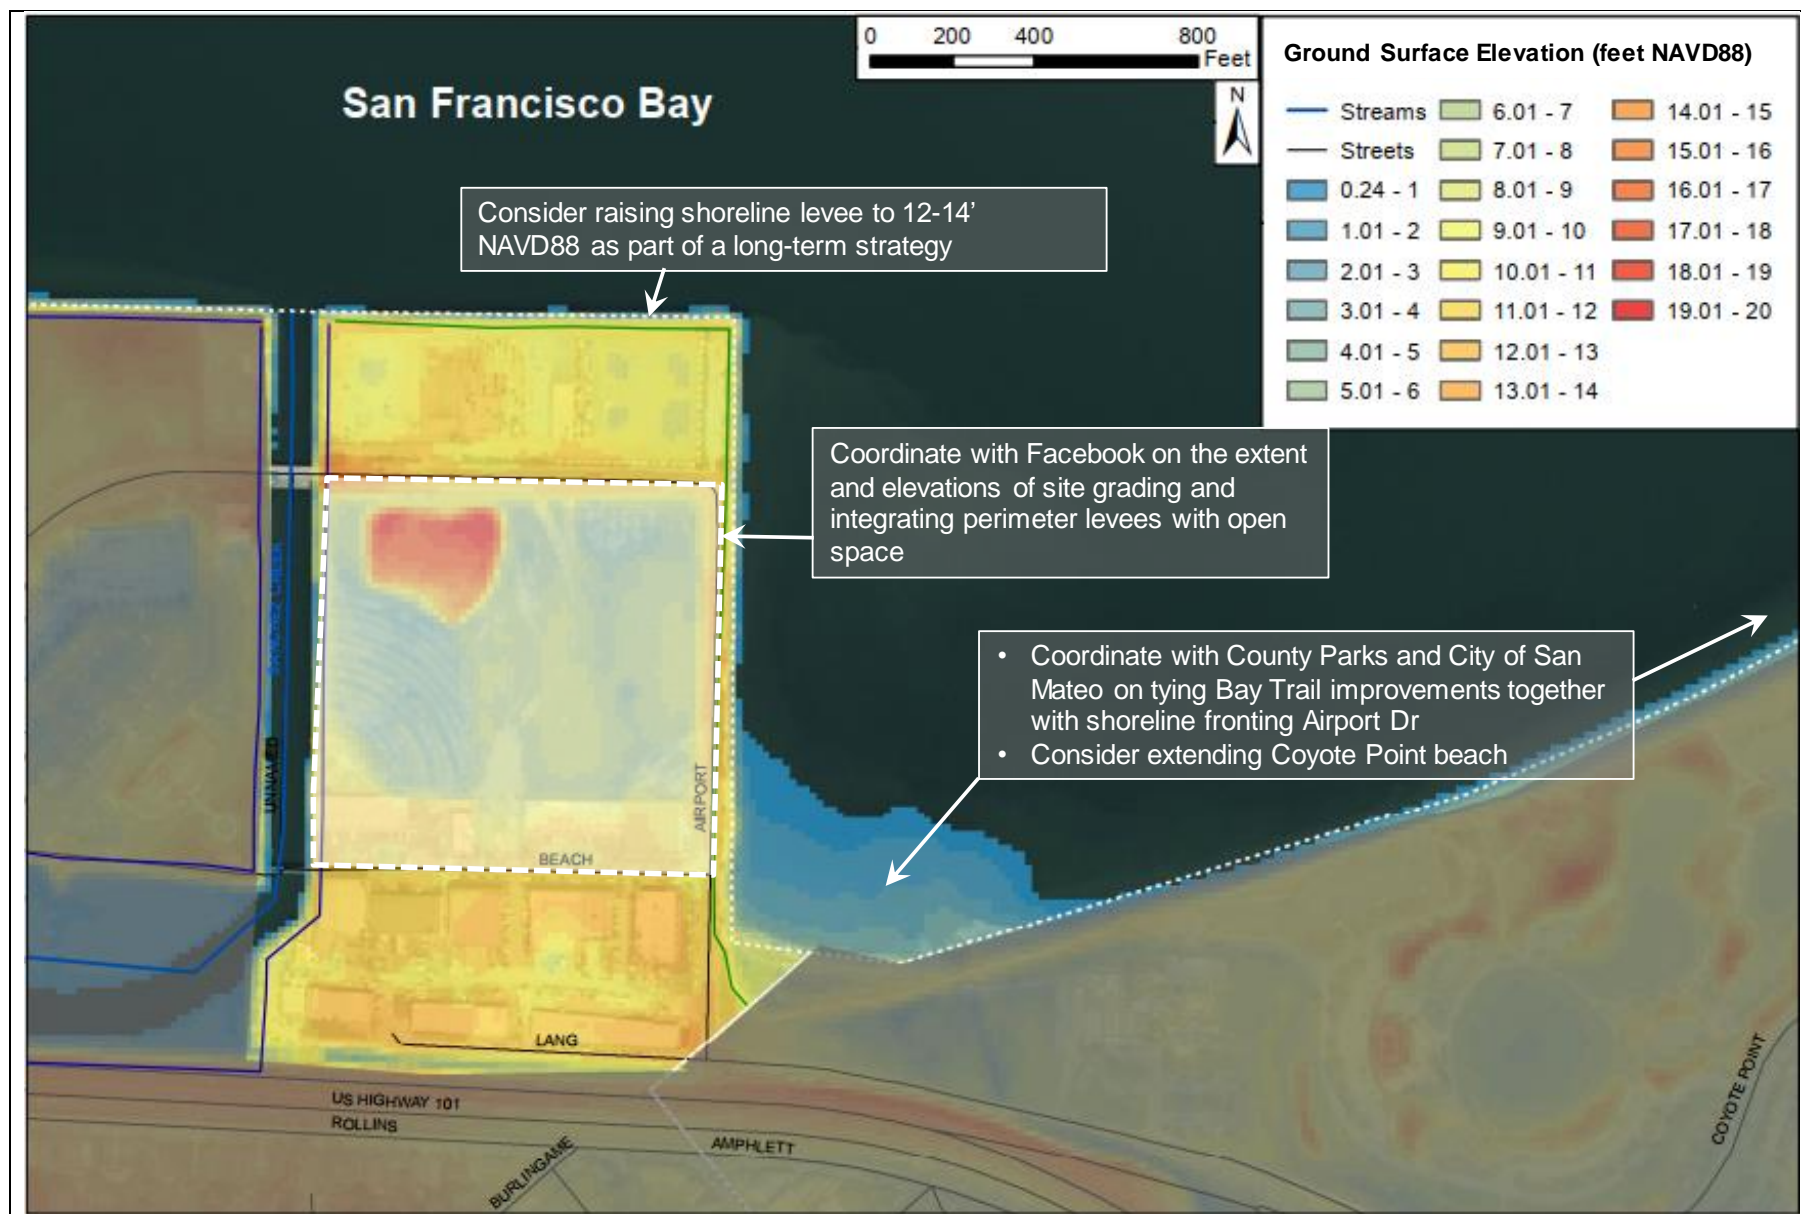 San Francisco Bay
0 200 400 800
Feet
N
Ground Surface Elevation (feet NAVD88)
Streams
Streets
0.24 - 1
1.01 - 2
2.01 - 3
3.01 - 4
4.01 - 5
5.01 - 6
6.01 - 7
7.01 - 8
8.01 - 9
9.01 - 10
10.01 - 11
11.01 - 12
12.01 - 13
13.01 - 14
14.01 - 15
15.01 - 16
16.01 - 17
17.01 - 18
18.01 - 19
19.01 - 20
Consider raising shoreline levee to 12-14’
NAVD88 as part of a long-term strategy
Coordinate with Facebook on the extent
and elevations of site grading and
integrating perimeter levees with open
space
• Coordinate with County Parks and City of San
Mateo on tying Bay Trail improvements together
with shoreline fronting Airport Dr
• Consider extending Coyote Point beach
UNNAMED
AIRPORT
BEACH
LANG
US HIGHWAY 101
ROLLINS
BURLINGAME
AMPHLETT
COYOTE POINT